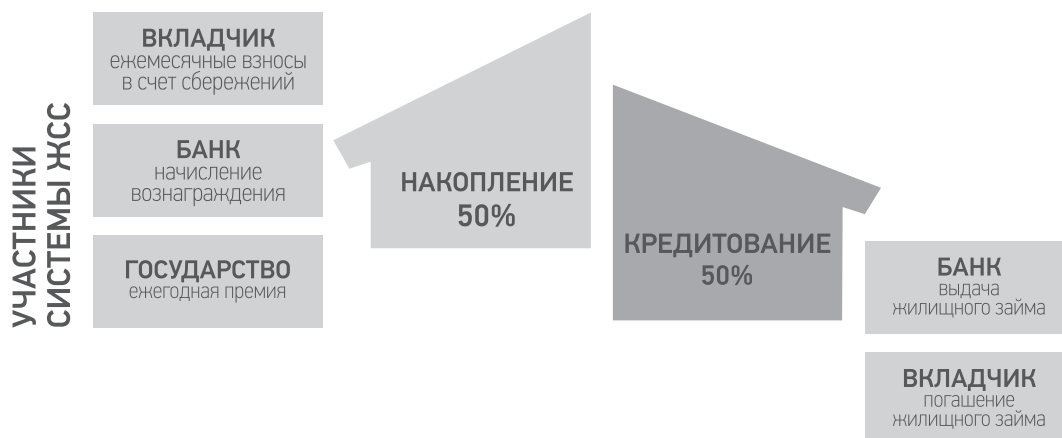 УЧАСТНИКИ
СИСТЕМЫ ЖСС
ВКЛАДЧИК
ежемесячные взносы
в счет сбережений
БАНК
начисление
вознаграждения
ГОСУДАРСТВО
ежегодная премия
НАКОПЛЕНИЕ
50%
КРЕДИТОВАНИЕ
50%
БАНК
выдача
жилищного займа
ВКЛАДЧИК
погашение
жилищного займа